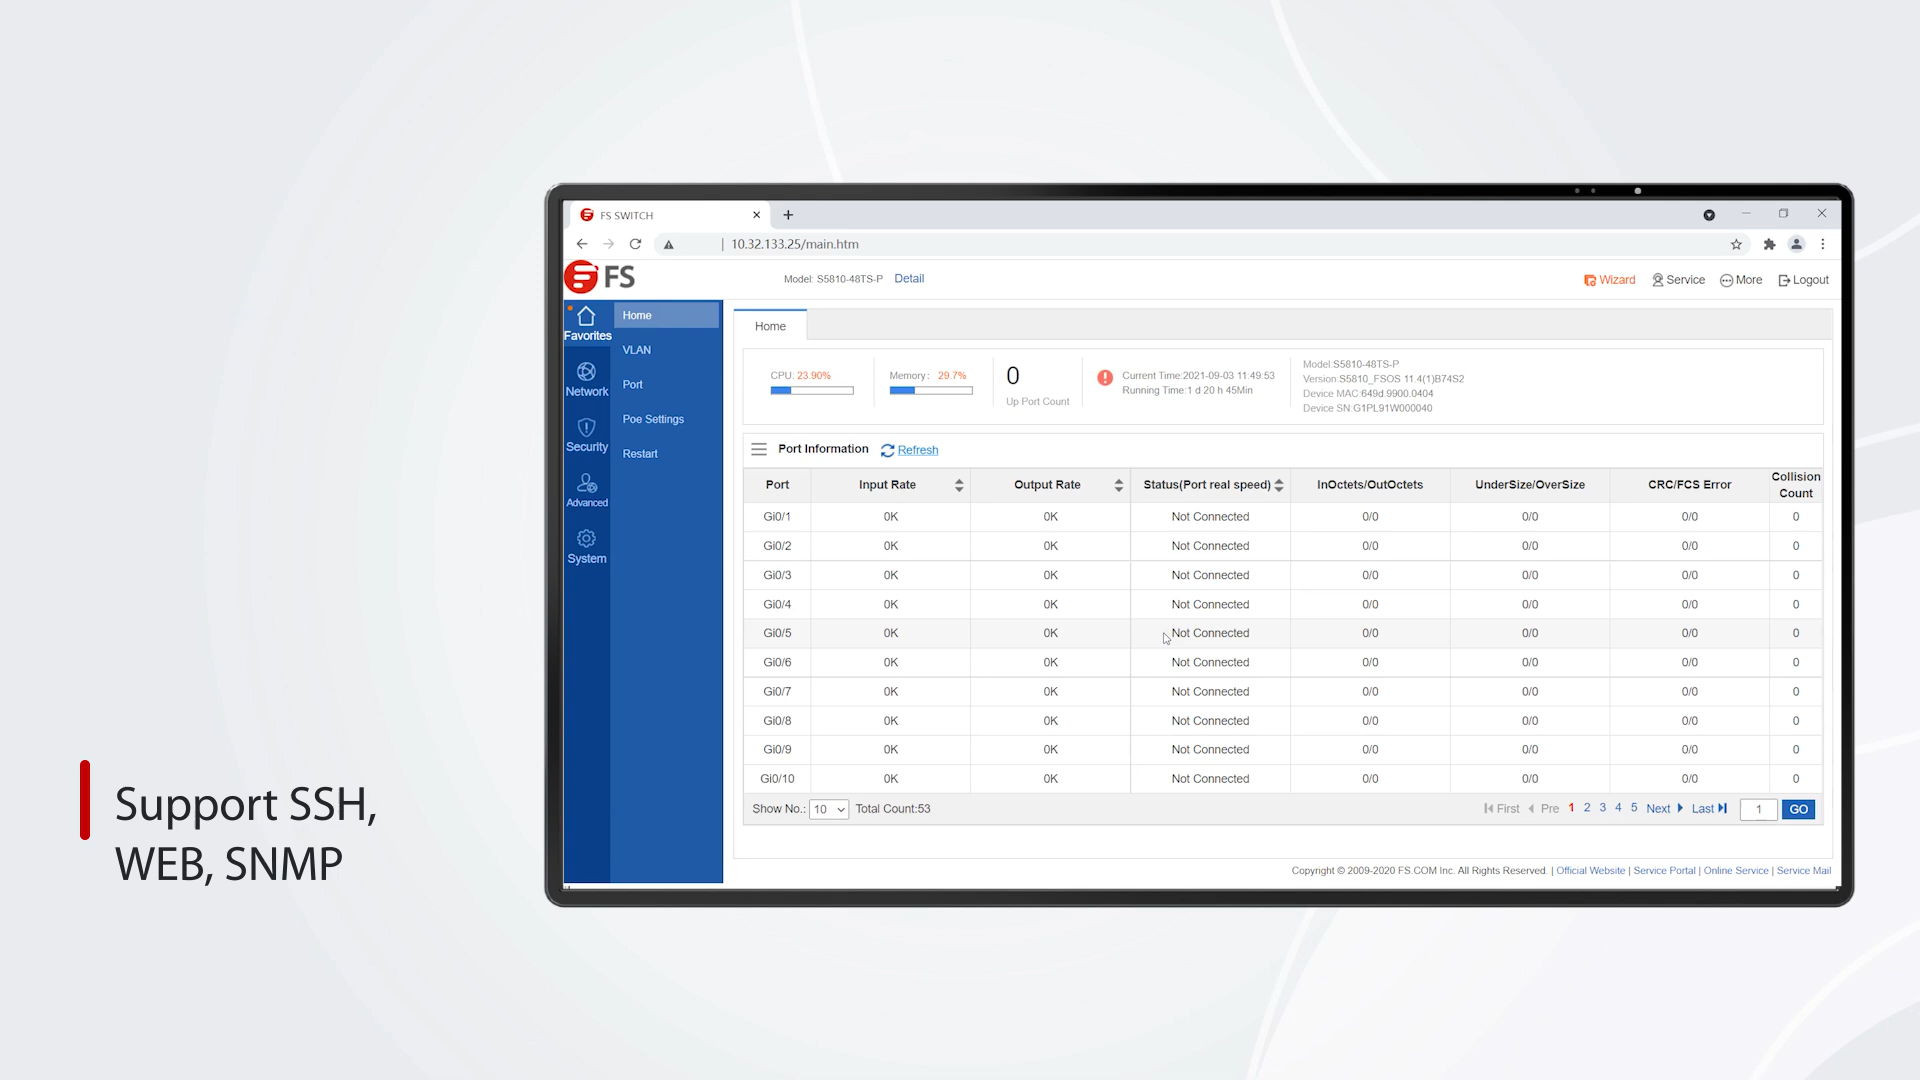 FS SWITCH
10.32.133.25/main.htm
FS
Model: S5810-48TS-P Detail
Wizard Service More Logout
Favorites
Network
Security
Advanced
System
Home
VLAN
Port
Poe Settings
Restart
Home
CPU: 23.90%
Memory: 29.7%
0
Up Port Count
Current Time:2021-09-03 11:49:53
Running Time:1 d 20 h 45Min
Model:S5810-48TS-P
Version:S5810_FSOS 11.4(1)B74S2
Device MAC:649d.9900.0404
Device SN:G1PL91W000040
Port Information Refresh
Port Input Rate Output Rate Status(Port real speed) InOctets/OutOctets UnderSize/OverSize CRC/FCS Error Collision Count
Gi0/1 0K 0K Not Connected 0/0 0/0 0/0 0
Gi0/2 0K 0K Not Connected 0/0 0/0 0/0 0
Gi0/3 0K 0K Not Connected 0/0 0/0 0/0 0
Gi0/4 0K 0K Not Connected 0/0 0/0 0/0 0
Gi0/5 0K 0K Not Connected 0/0 0/0 0/0 0
Gi0/6 0K 0K Not Connected 0/0 0/0 0/0 0
Gi0/7 0K 0K Not Connected 0/0 0/0 0/0 0
Gi0/8 0K 0K Not Connected 0/0 0/0 0/0 0
Gi0/9 0K 0K Not Connected 0/0 0/0 0/0 0
Gi0/10 0K 0K Not Connected 0/0 0/0 0/0 0
Show No.: 10 Total Count:53 First Pre 1 2 3 4 5 Next Last 1 GO
Copyright © 2009-2020 FS.COM Inc. All Rights Reserved. | Official Website | Service Portal | Online Service | Service Mail
Support SSH,
WEB, SNMP